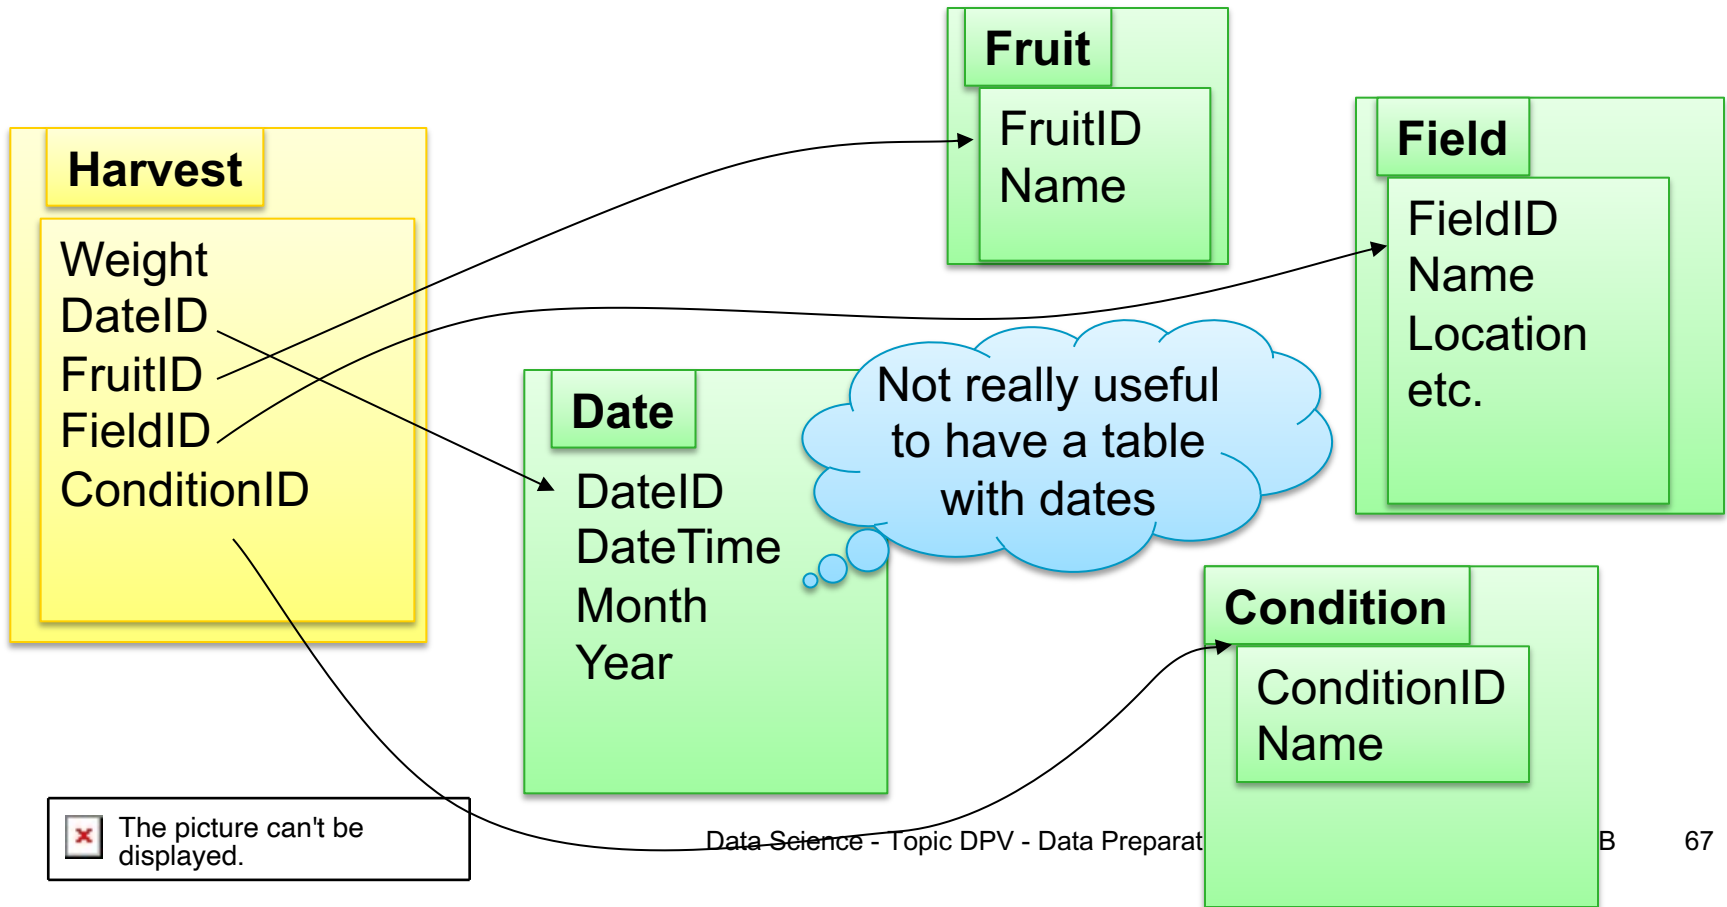 Fruit
FruitID
Name
Harvest
Weight
DateID
FruitID
FieldID
ConditionID
Field
FieldID
Name
Location
etc.
Date
DateID
DateTime
Month
Year
Not really useful
to have a table
with dates
Condition
ConditionID
Name
The picture can't be
displayed.
Data Science - Topic DPV - Data Preparat
B
67